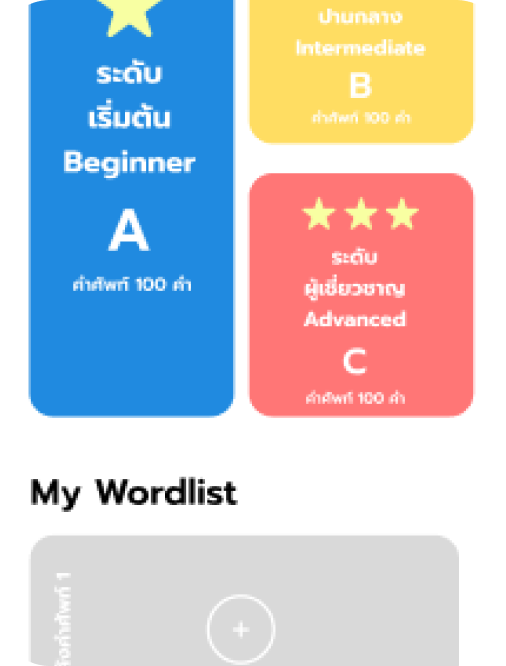 ระดับ
เริ่มต้น
Beginner
A
คำศัพท์ 100 คำ
ปานกลาง
Intermediate
B
คำศัพท์ 100 คำ
ระดับ
ผู้เชี่ยวชาญ
Advanced
C
คำศัพท์ 100 คำ
My Wordlist
ลังคำศัพท์ 1
+